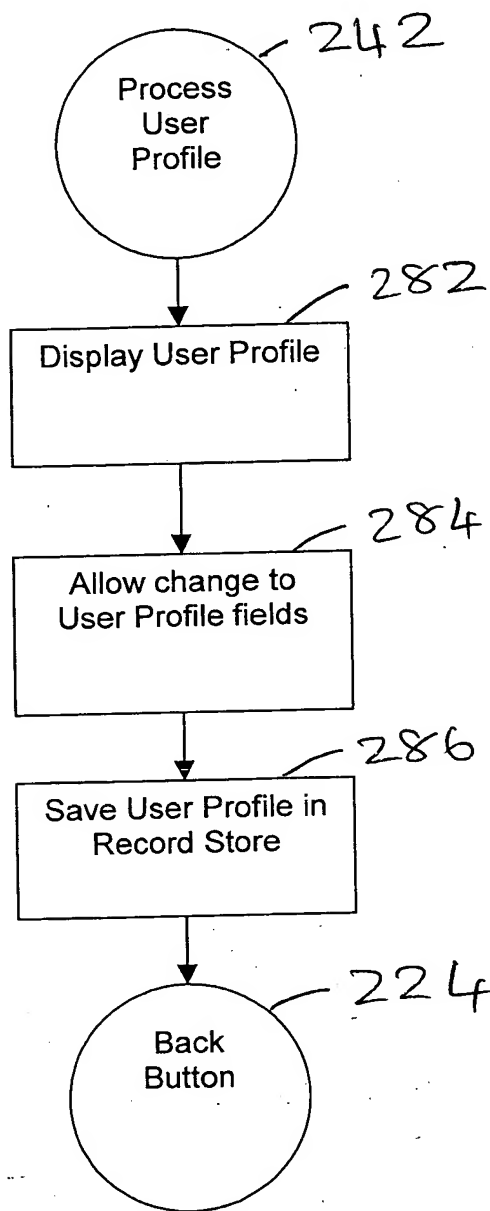 242
Process
User
Profile
282
Display User Profile
284
Allow change to
User Profile fields
286
Save User Profile in
Record Store
224
Back
Button